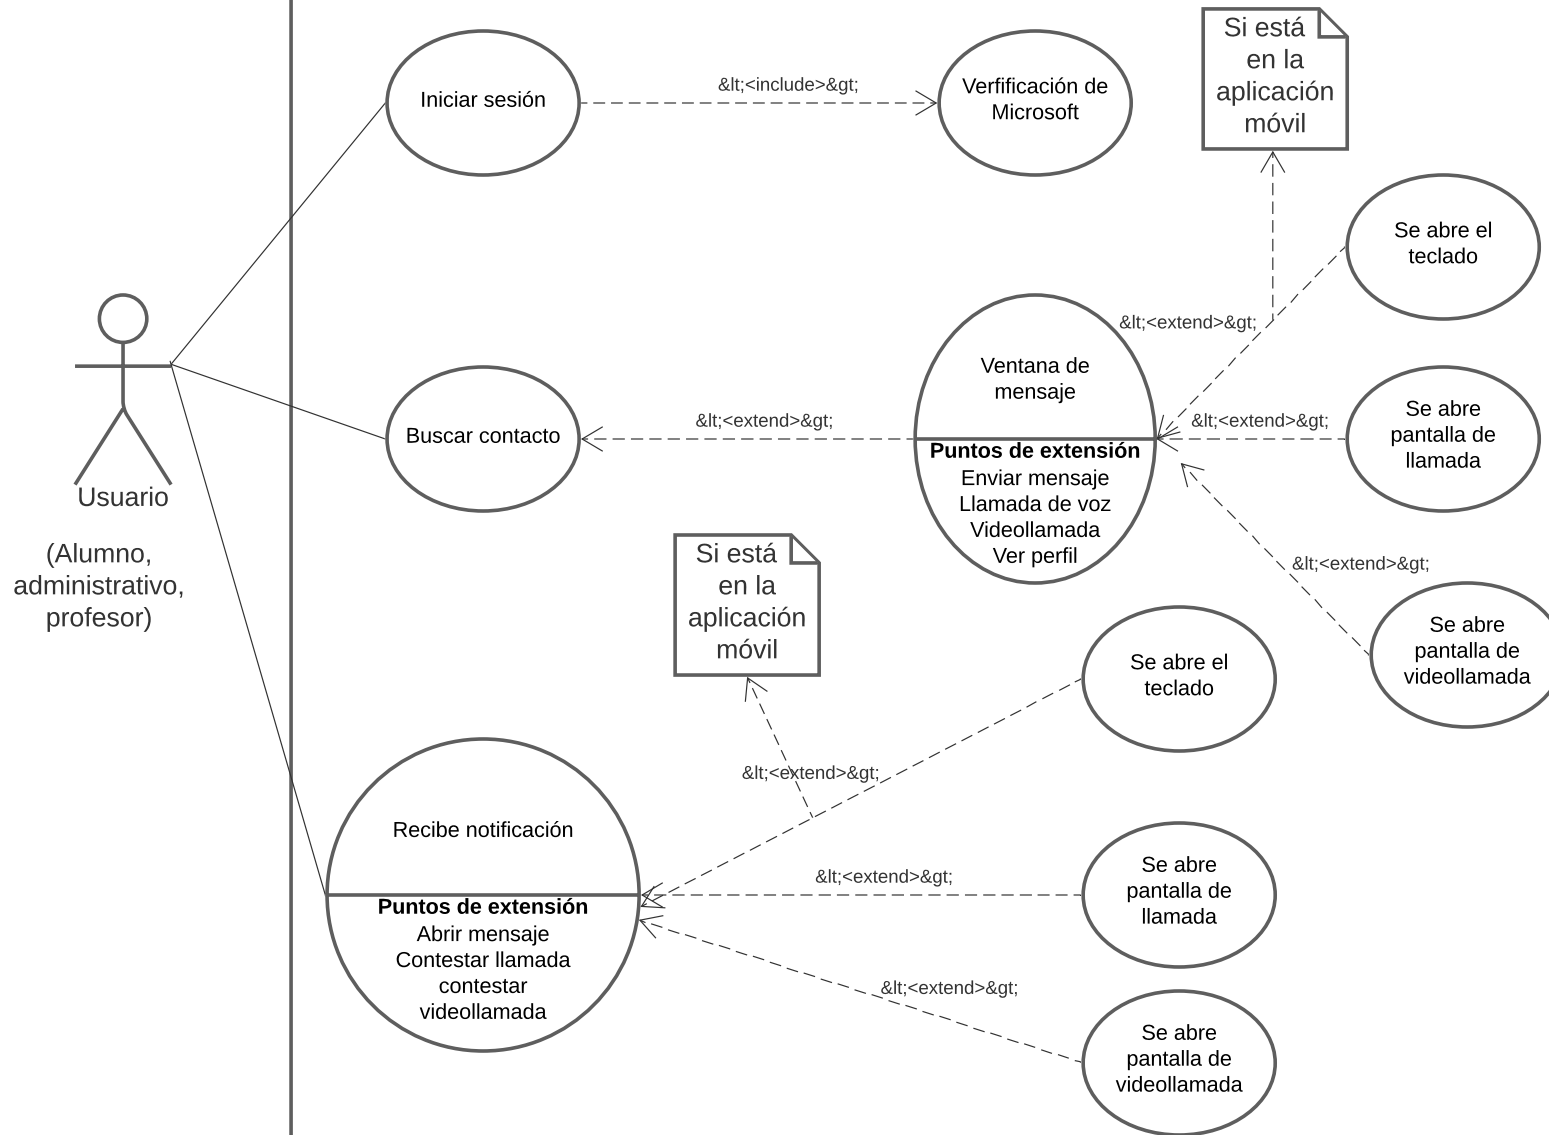 Si está
en la
aplicación
móvil
Iniciar sesión
&lt;<include>&gt;
Verfificación de
Microsoft
Se abre el
teclado
&lt;<extend>&gt;
Ventana de
mensaje
Buscar contacto
&lt;<extend>&gt;
&lt;<extend>&gt;
Se abre
pantalla de
llamada
Puntos de extensión
Enviar mensaje
Llamada de voz
Videollamada
Ver perfil
Usuario
(Alumno,
administrativo,
profesor)
Si está
en la
aplicación
móvil
&lt;<extend>&gt;
Se abre
pantalla de
videollamada
Se abre el
teclado
&lt;<extend>&gt;
Recibe notificación
&lt;<extend>&gt;
Se abre
pantalla de
llamada
Puntos de extensión
Abrir mensaje
Contestar llamada
contestar
videollamada
&lt;<extend>&gt;
Se abre
pantalla de
videollamada